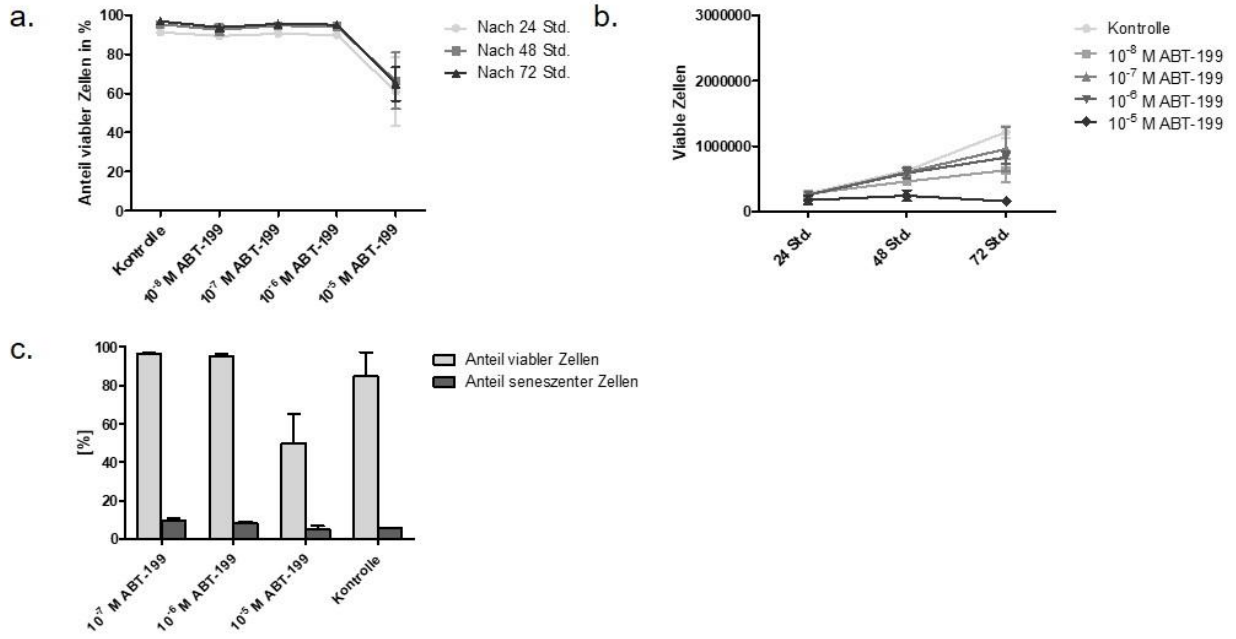 a.
Anteil viabler Zellen in %
100
80
60
40
20
0
Kontrolle
10⁻⁸ M ABT-199
10⁻⁷ M ABT-199
10⁻⁶ M ABT-199
10⁻⁵ M ABT-199
Nach 24 Std.
Nach 48 Std.
Nach 72 Std.
b.
Viable Zellen
3000000
2000000
1000000
0
24 Std.
48 Std.
72 Std.
Kontrolle
10⁻⁸ M ABT-199
10⁻⁷ M ABT-199
10⁻⁶ M ABT-199
10⁻⁵ M ABT-199
c.
[%]
100
80
60
40
20
0
10⁻⁷ M ABT-199
10⁻⁶ M ABT-199
10⁻⁵ M ABT-199
Kontrolle
Anteil viabler Zellen
Anteil seneszenter Zellen